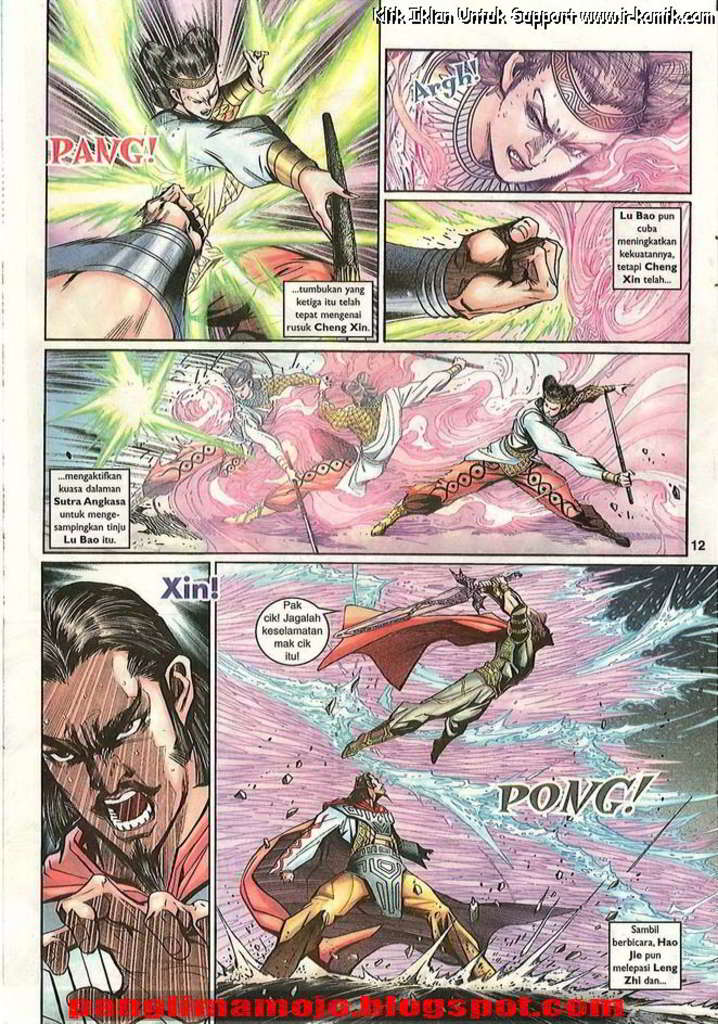 Klik Iklan Untuk Support www.ir-komik.com
PANG!
...tumbukan yang
ketiga itu telah
tepat mengenai
rusuk Cheng Xin.
Argh!
Lu Bao pun
cuba
meningkatkan
kekuatannya,
tetapi Cheng
Xin telah...
...mengaktifkan
kuasa dalaman
Sutra Angkasa
untuk menge-
sampingkan tinju
Lu Bao itu.
12
Xin!
Pak
cik! Jagalah
keselamatan
mak cik
itu!
PONG!
Sambil
berbicara, Hao
Jie pun
melepasi Leng
Zhi dan...
panglimamojo.blogspot.com